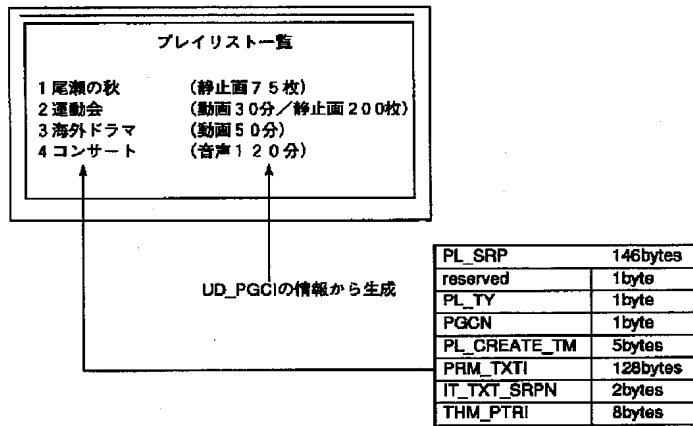 プレイリスト一覧
1 尾瀬の秋 (静止画75枚)
2 運動会 (動画30分／静止画200枚)
3 海外ドラマ (動画50分)
4 コンサート (音声120分)
UD_PGCIの情報から生成
PL_SRP 146bytes
reserved 1byte
PL_TY 1byte
PGCN 1byte
PL_CREATE_TM 5bytes
PRM_TXTI 128bytes
IT_TXT_SRPN 2bytes
THM_PTRI 8bytes